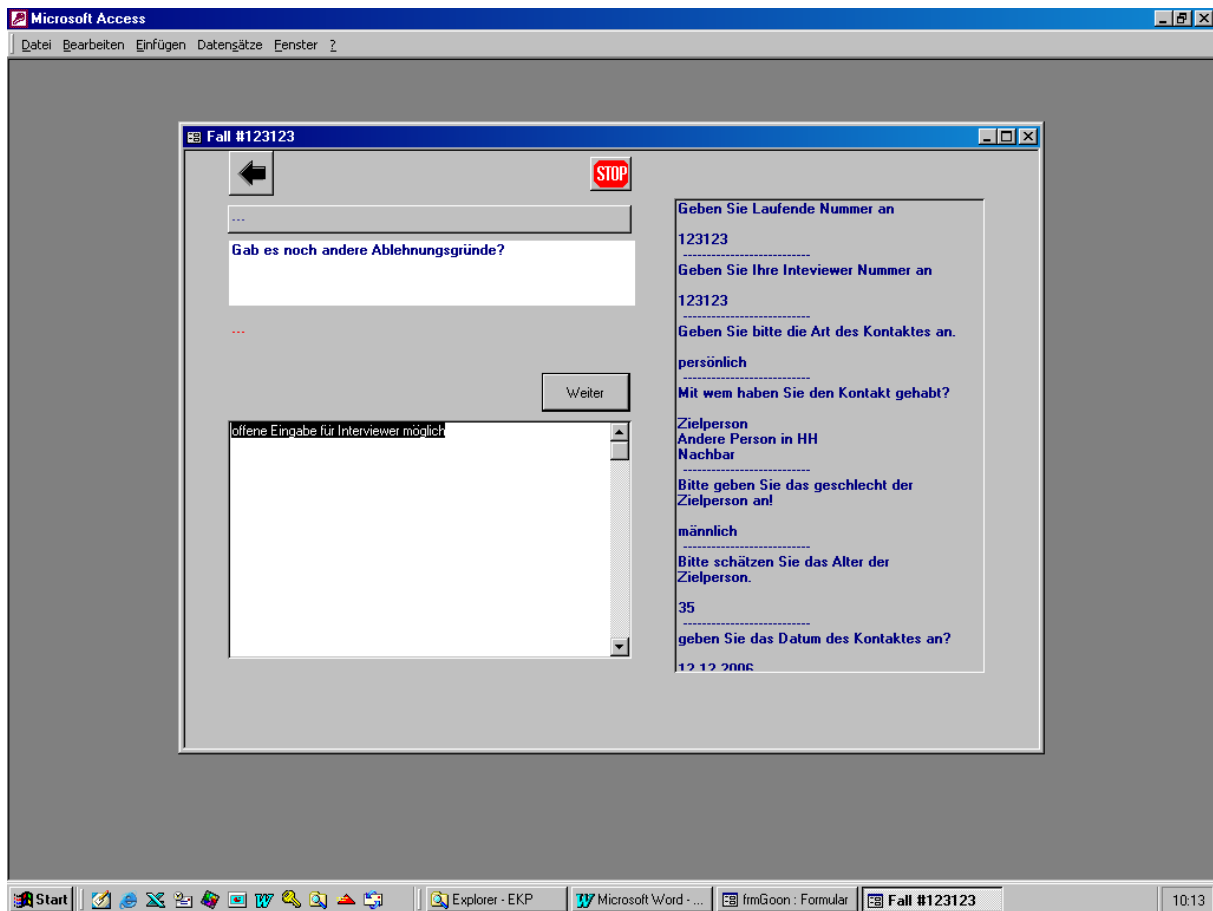 Microsoft Access
Datei Bearbeiten Einfügen Datensätze Fenster ?
Fall #123123
STOP
---
Gab es noch andere Ablehnungsgründe?
---
Weiter
offene Eingabe für Interviewer möglich
Geben Sie Laufende Nummer an
123123
---------------------------
Geben Sie Ihre Inteviewer Nummer an
123123
---------------------------
Geben Sie bitte die Art des Kontaktes an.
persönlich
---------------------------
Mit wem haben Sie den Kontakt gehabt?
Zielperson
Andere Person in HH
Nachbar
---------------------------
Bitte geben Sie das geschlecht der
Zielperson an!
männlich
---------------------------
Bitte schätzen Sie das Alter der
Zielperson.
35
---------------------------
geben Sie das Datum des Kontaktes an?
12.12.2006
Start Explorer - EKP Microsoft Word - ... frmGoon : Formular Fall #123123 10:13